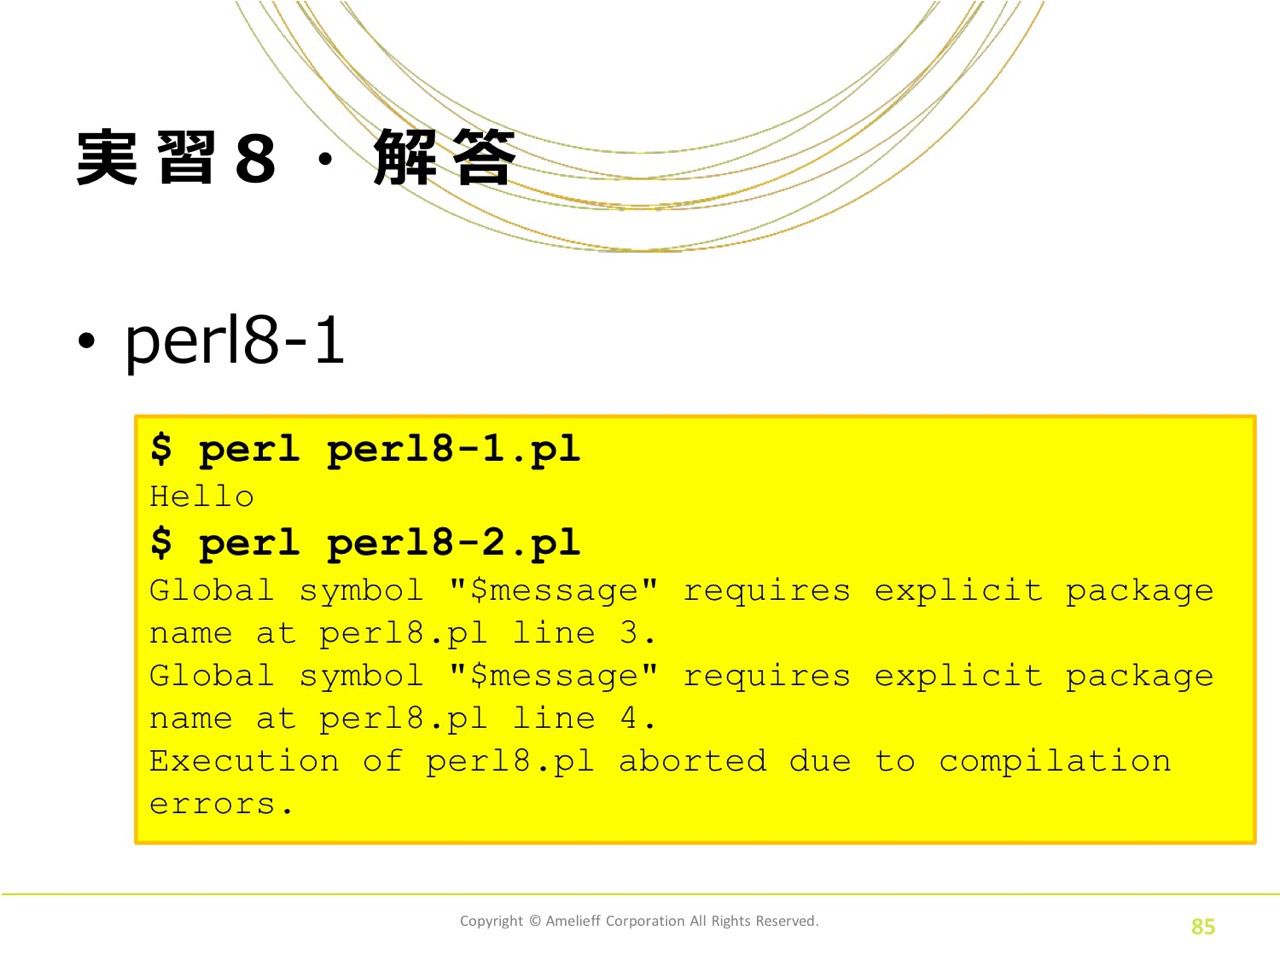 実習８・解答
• perl8-1
$ perl perl8-1.pl
Hello
$ perl perl8-2.pl
Global symbol "$message" requires explicit package
name at perl8.pl line 3.
Global symbol "$message" requires explicit package
name at perl8.pl line 4.
Execution of perl8.pl aborted due to compilation
errors.
Copyright © Amelieff Corporation All Rights Reserved.
85